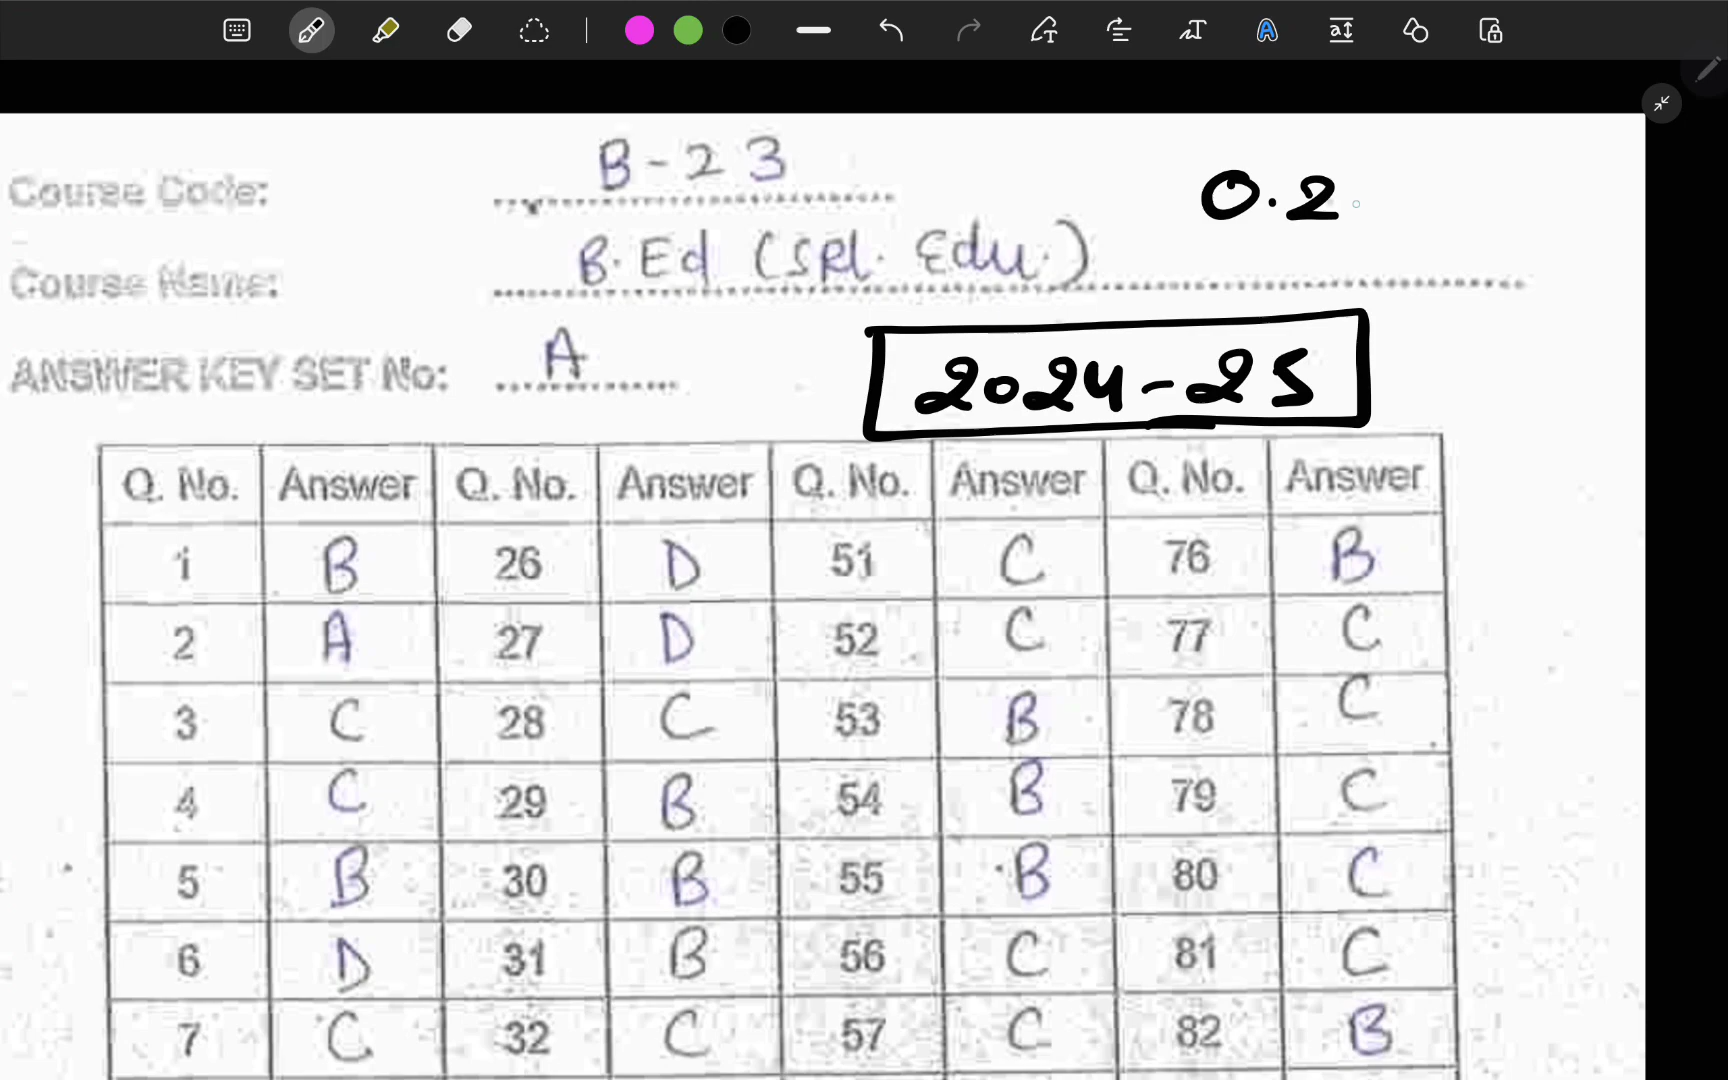 Course Code: B-23
0.2
Course Name: B.Ed (Spl. Edu.)
ANSWER KEY SET No: A
2024-25
Q. No. Answer Q. No. Answer Q. No. Answer Q. No. Answer
1 B 26 D 51 C 76 B
2 A 27 D 52 C 77 C
3 C 28 C 53 B 78 C
4 C 29 B 54 B 79 C
5 B 30 B 55 B 80 C
6 D 31 B 56 C 81 C
7 C 32 C 57 C 82 B